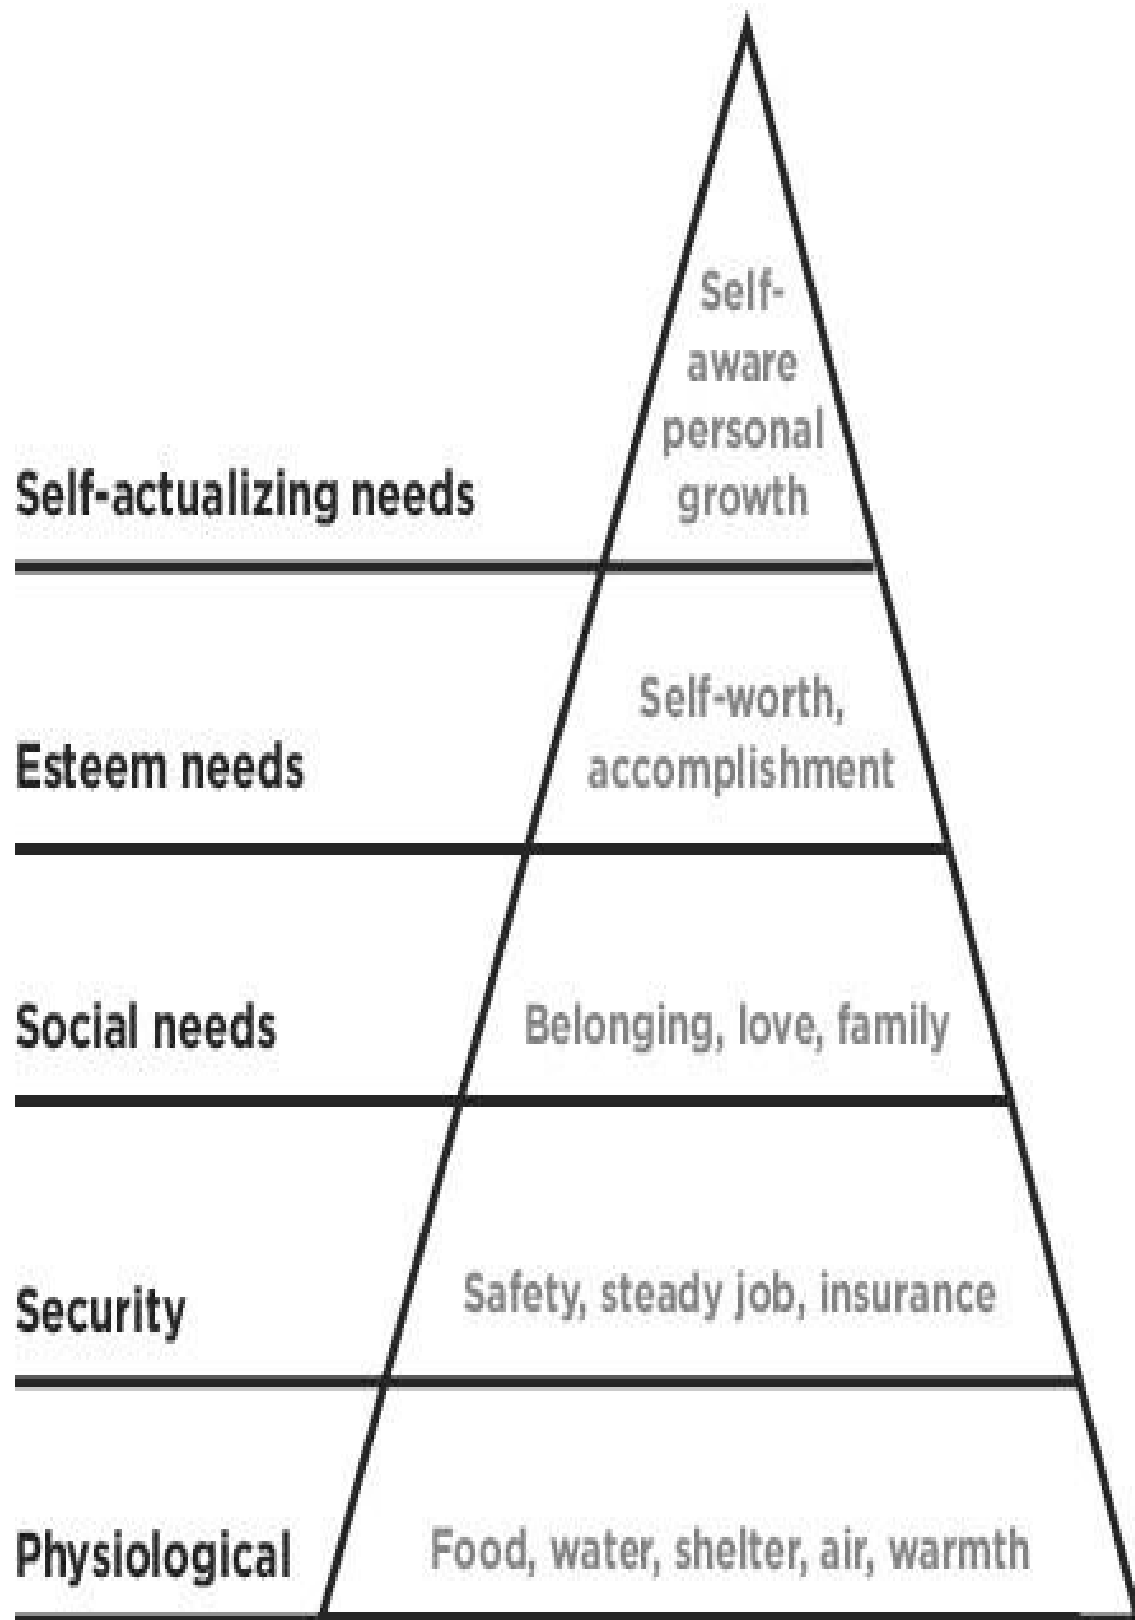 Self-
aware
personal
growth
Self-actualizing needs
Self-worth,
accomplishment
Esteem needs
Social needs
Belonging, love, family
Security
Safety, steady job, insurance
Physiological
Food, water, shelter, air, warmth